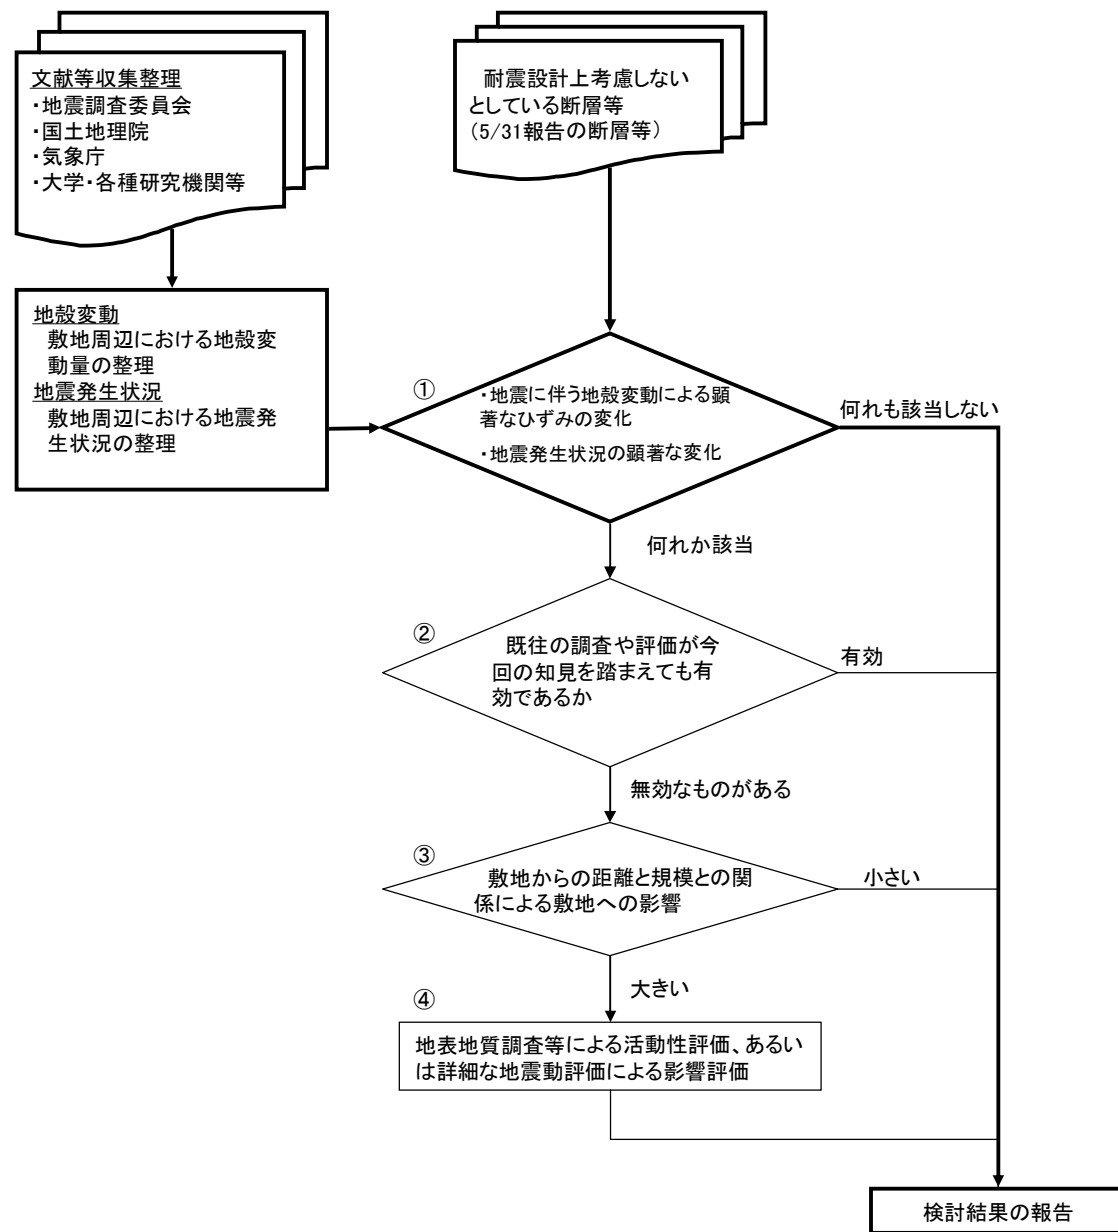 文献等収集整理
・地震調査委員会
・国土地理院
・気象庁
・大学・各種研究機関等
耐震設計上考慮しない
としている断層等
(5/31報告の断層等)
地殻変動
敷地周辺における地殻変
動量の整理
地震発生状況
敷地周辺における地震発
生状況の整理
①
・地震に伴う地殻変動による顕
著なひずみの変化
・地震発生状況の顕著な変化
何れも該当しない
何れか該当
②
既往の調査や評価が今
回の知見を踏まえても有
効であるか
有効
無効なものがある
③
敷地からの距離と規模との関
係による敷地への影響
小さい
大きい
④
地表地質調査等による活動性評価、あるい
は詳細な地震動評価による影響評価
検討結果の報告